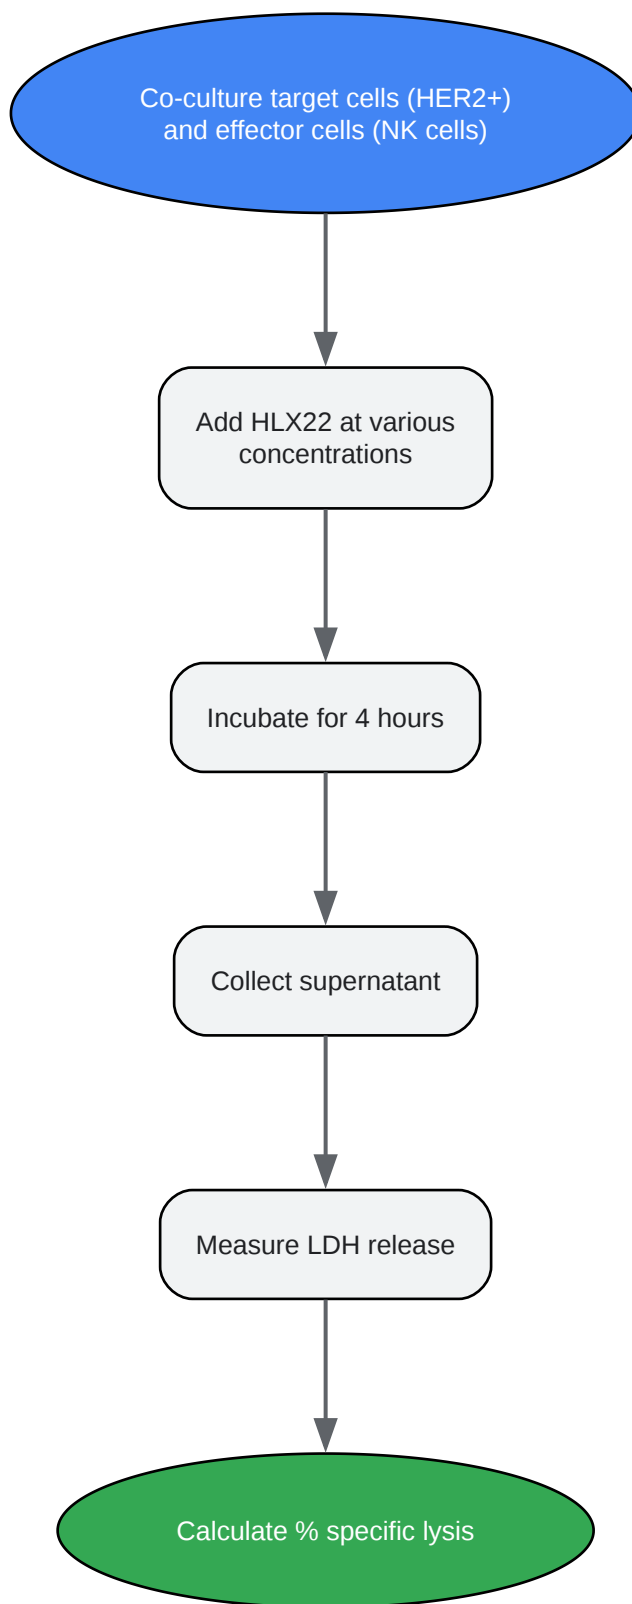 Co-culture target cells (HER2+)
and effector cells (NK cells)
Add HLX22 at various
concentrations
Incubate for 4 hours
Collect supernatant
Measure LDH release
Calculate % specific lysis